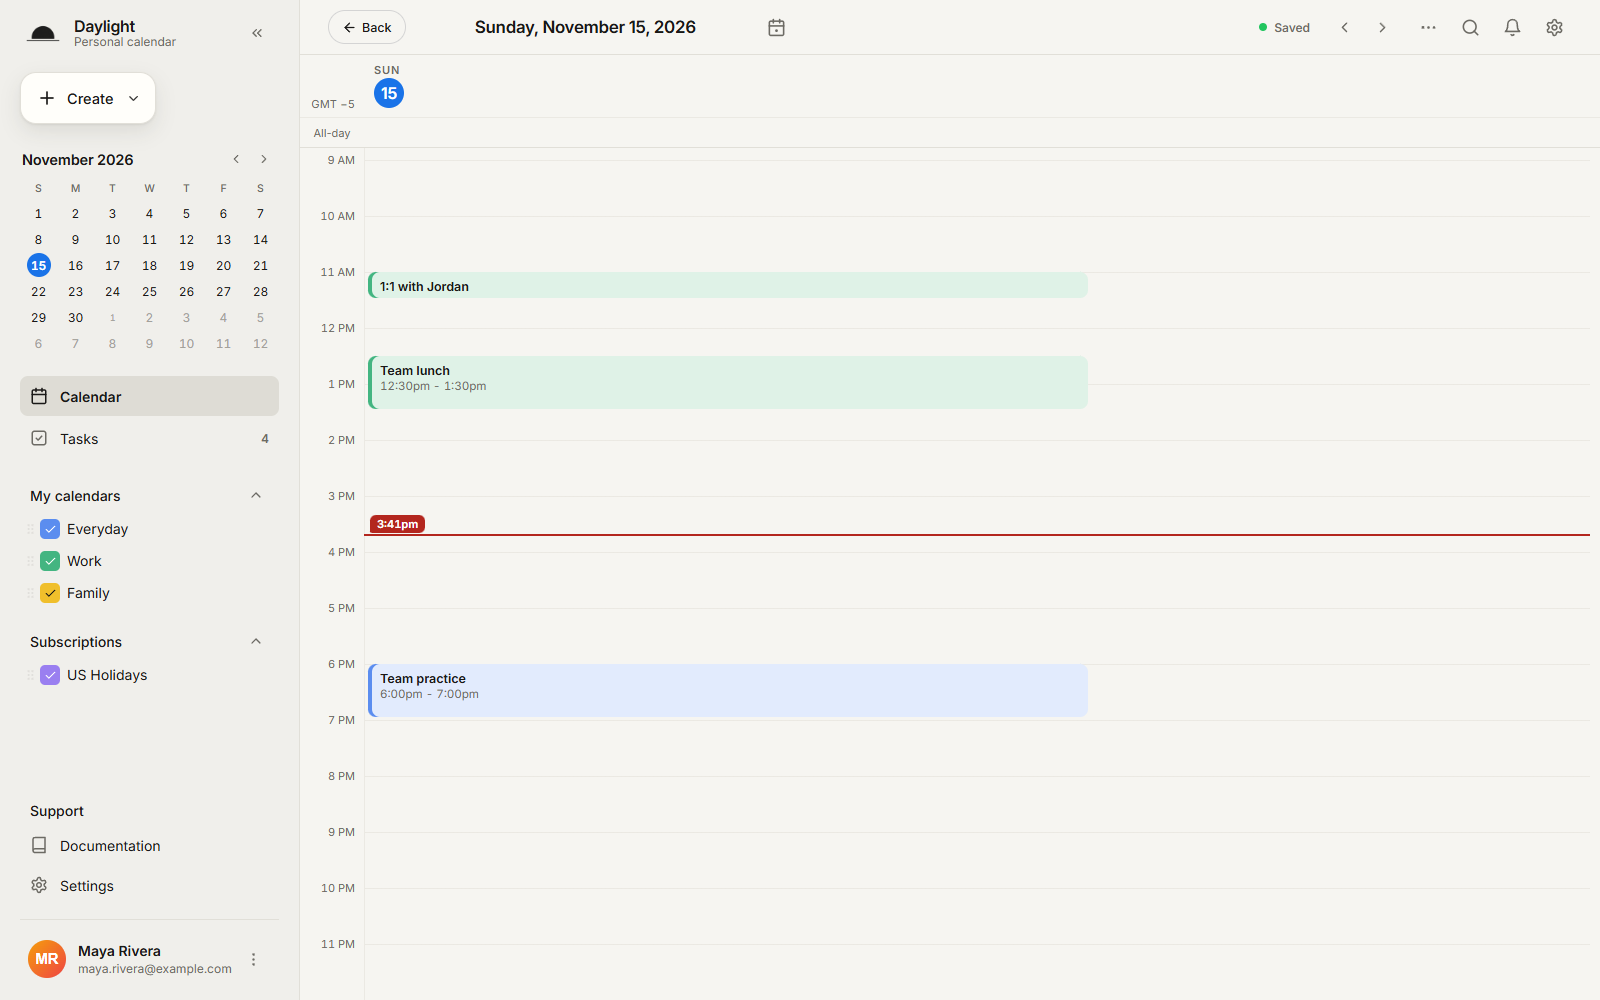 Daylight
Personal calendar
Create
November 2026
S M T W T F S
1 2 3 4 5 6 7
8 9 10 11 12 13 14
15 16 17 18 19 20 21
22 23 24 25 26 27 28
29 30 1 2 3 4 5
6 7 8 9 10 11 12
Calendar
Tasks 4
My calendars
Everyday
Work
Family
Subscriptions
US Holidays
Support
Documentation
Settings
MR
Maya Rivera
maya.rivera@example.com
Back
Sunday, November 15, 2026
Saved
SUN
15
GMT −5
All-day
9 AM
10 AM
11 AM
1:1 with Jordan
12 PM
Team lunch
12:30pm - 1:30pm
1 PM
2 PM
3 PM
3:41pm
4 PM
5 PM
6 PM
Team practice
6:00pm - 7:00pm
7 PM
8 PM
9 PM
10 PM
11 PM